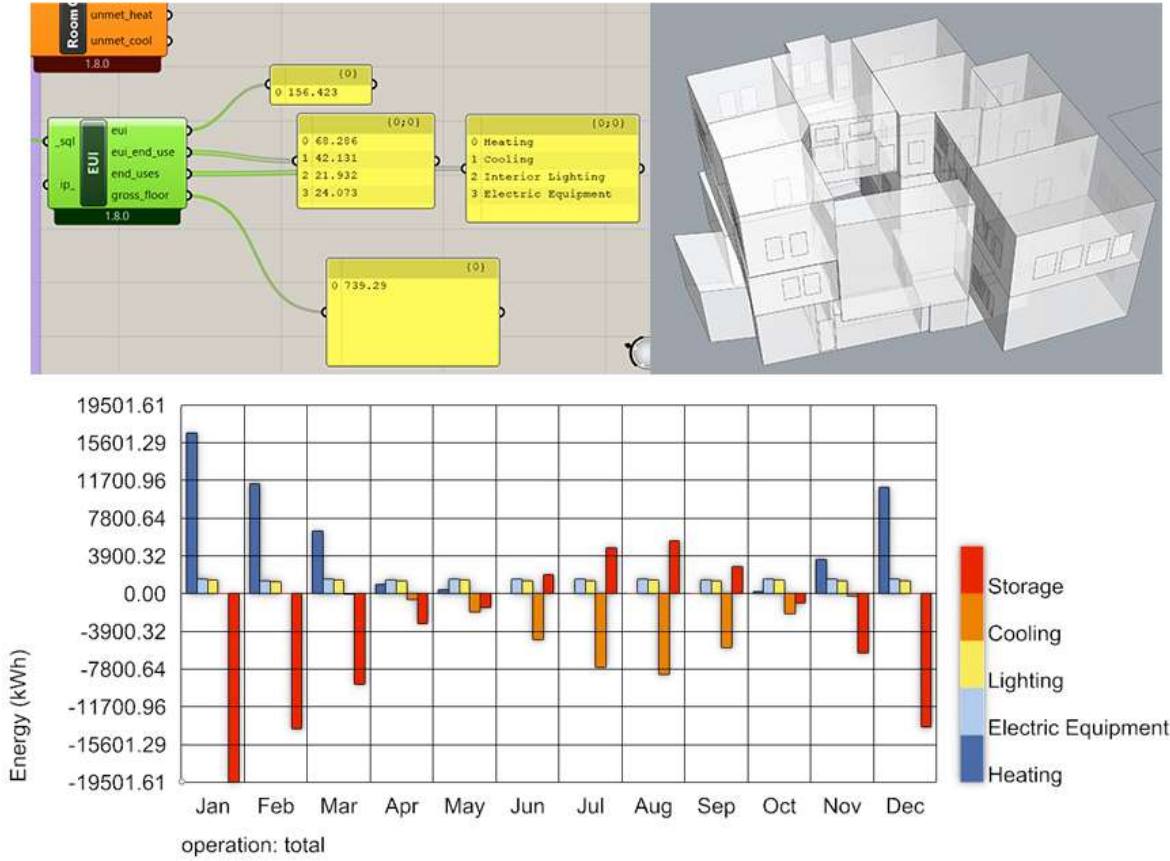 unmet_heat
unmet_cool
Room
1.8.0
_sql
ip_
EUI
eui
eui_end_use
end_uses
gross_floor
1.8.0
{0}
0 156.423
{0;0}
0 68.286
1 42.131
2 21.932
3 24.073
{0;0}
0 Heating
1 Cooling
2 Interior Lighting
3 Electric Equipment
{0}
0 739.29
19501.61
15601.29
11700.96
7800.64
3900.32
0.00
-3900.32
-7800.64
-11700.96
-15601.29
-19501.61
Energy (kWh)
Jan Feb Mar Apr May Jun Jul Aug Sep Oct Nov Dec
operation: total
Storage
Cooling
Lighting
Electric Equipment
Heating